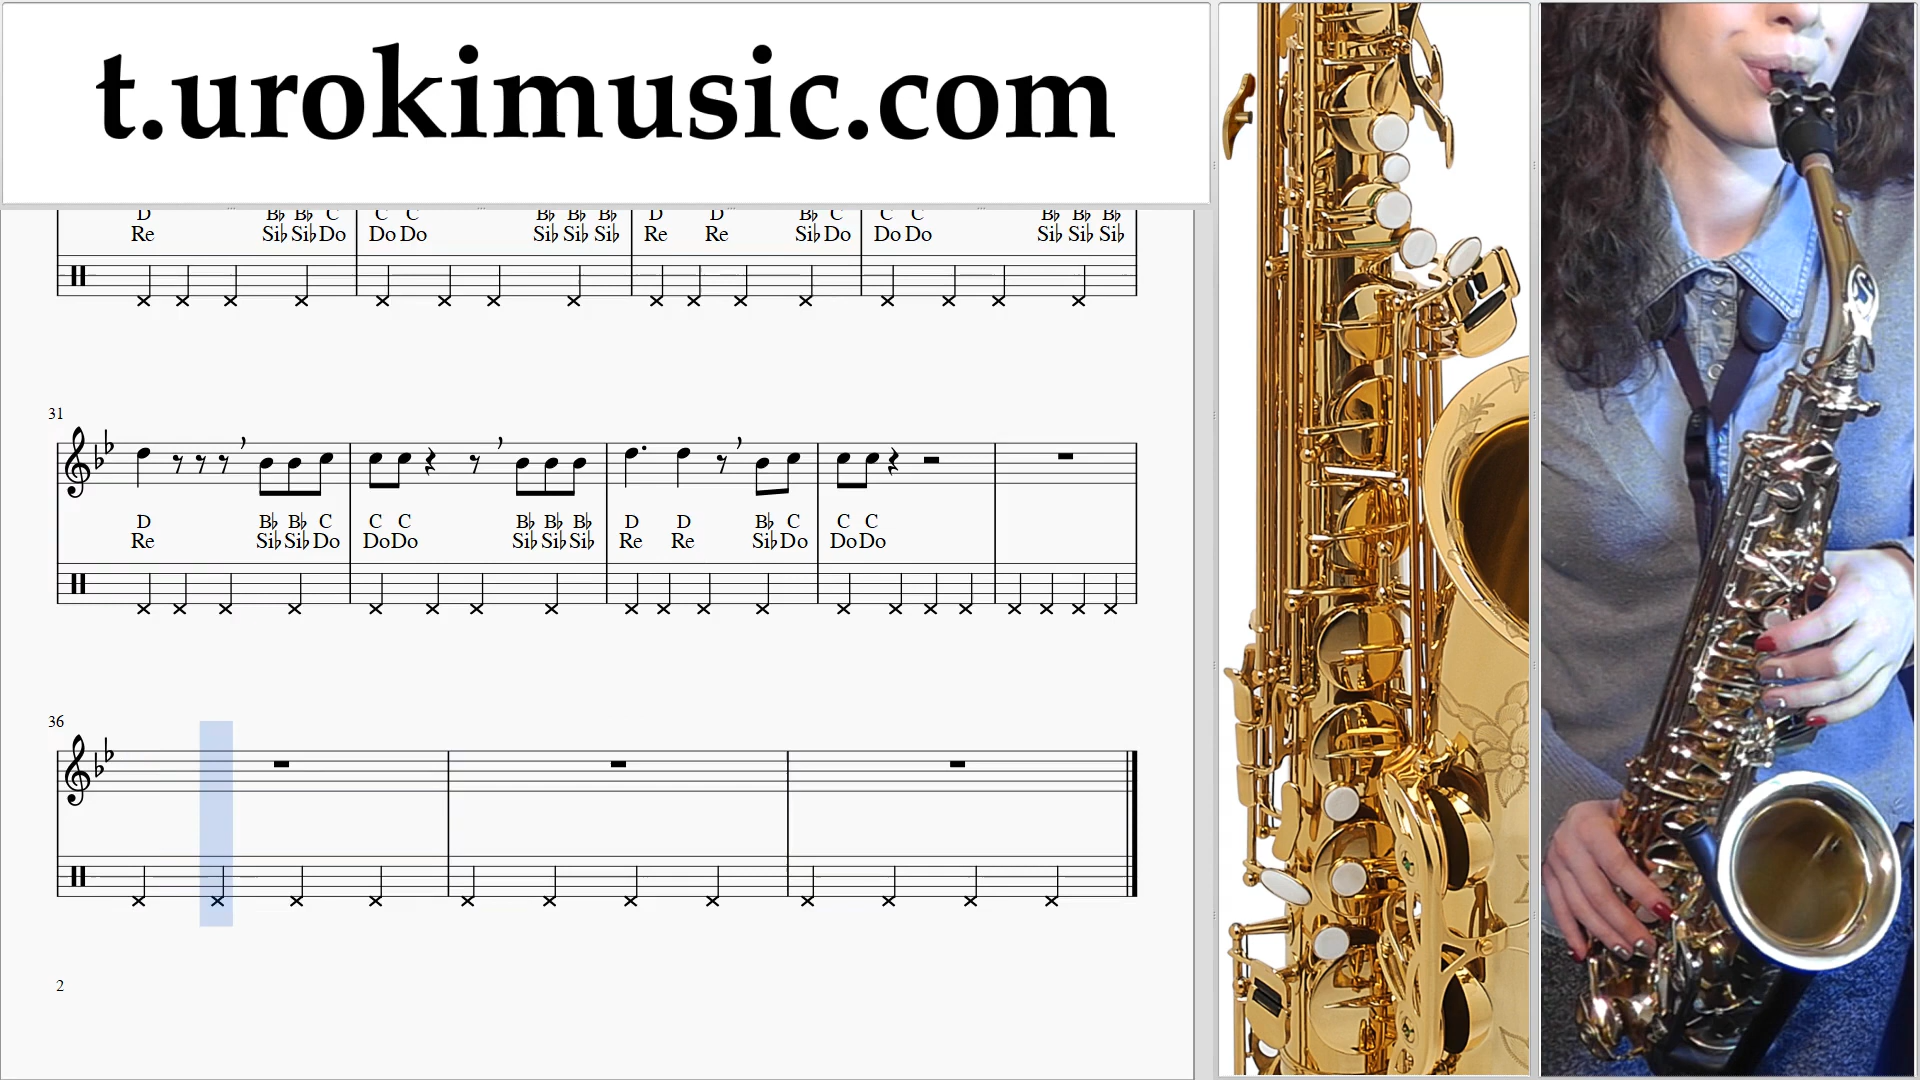 t.urokimusic.com
D B♭ B♭ C C C B♭ B♭ B♭ D D B♭ C C C B♭ B♭ B♭
Re Si♭ Si♭ Do Do Do Si♭ Si♭ Si♭ Re Re Si♭ Do Do Do Si♭ Si♭ Si♭
31
D B♭ B♭ C C C B♭ B♭ B♭ D D B♭ C C C
Re Si♭ Si♭ Do Do Do Si♭ Si♭ Si♭ Re Re Si♭ Do Do Do
36
2